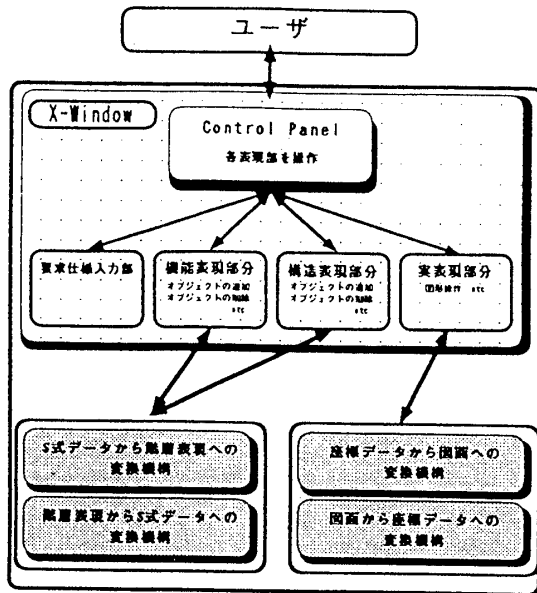 ユーザ
X-Window
Control Panel
各表現部を操作
要求仕様入力部
機能表現部分
オブジェクトの追加
オブジェクトの削除
etc
構造表現部分
オブジェクトの追加
オブジェクトの削除
etc
実表現部分
図形操作 etc
S式データから階層表現への
変換機構
階層表現からS式データへの
変換機構
座標データから図面への
変換機構
図面から座標データへの
変換機構